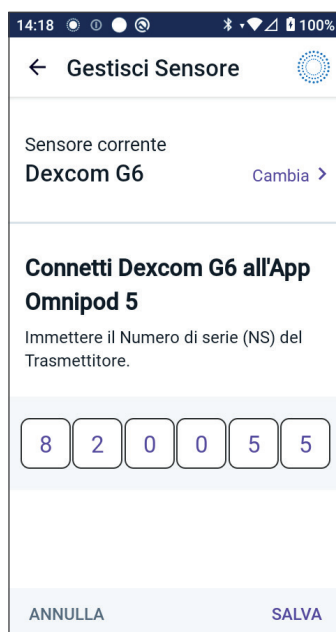 14:18 100%
Gestisci Sensore
Sensore corrente
Dexcom G6 Cambia
Connetti Dexcom G6 all'App
Omnipod 5
Immettere il Numero di serie (NS) del
Trasmettitore.
8 2 0 0 5 5
ANNULLA SALVA